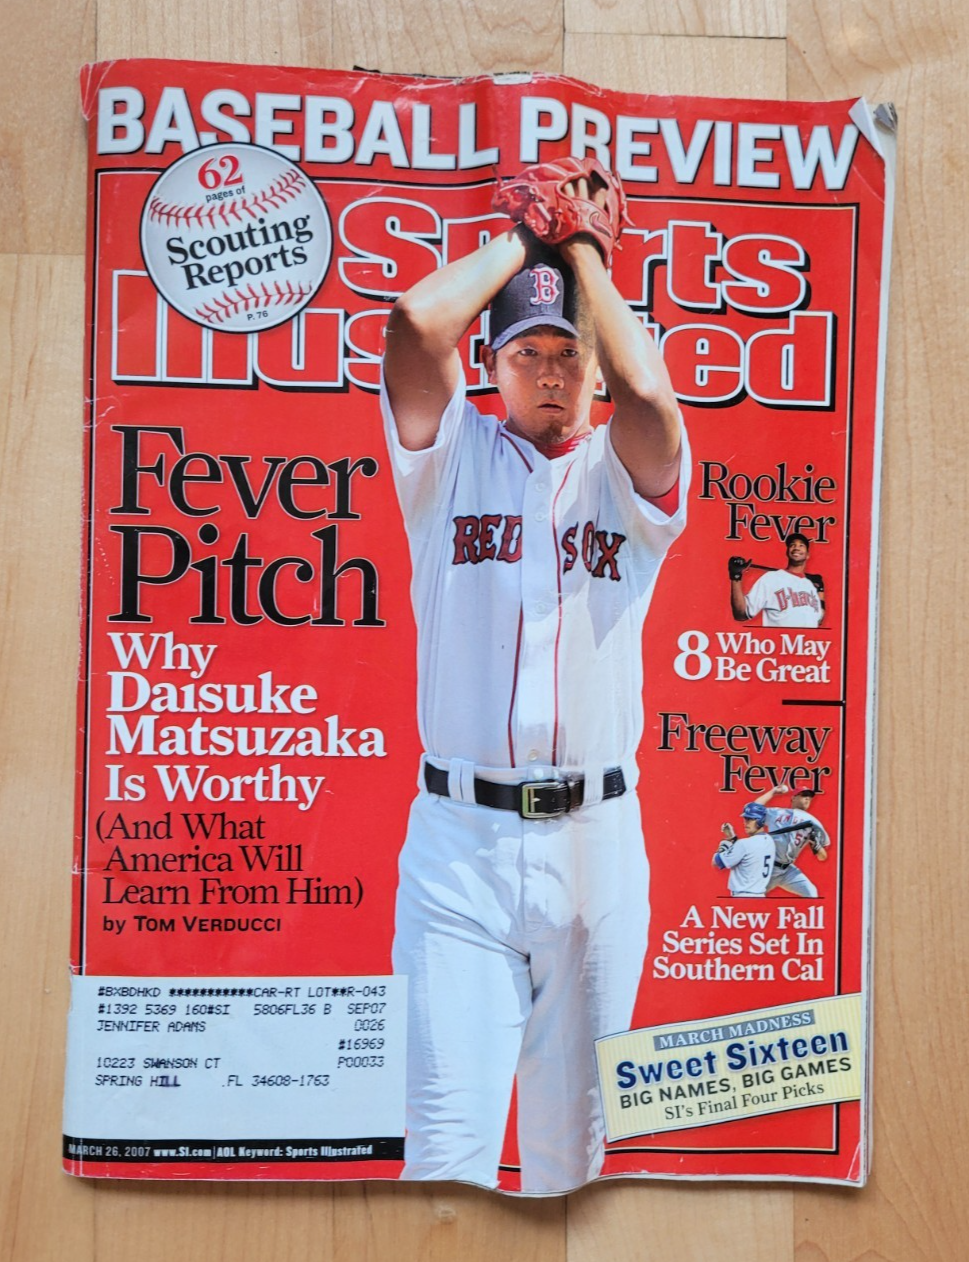 BASEBALL PREVIEW
62
pages of
Scouting
Reports
P. 76
Sports
Illustrated
B
RED SOX
Fever
Pitch
Why
Daisuke
Matsuzaka
Is Worthy
(And What
America Will
Learn From Him)
by TOM VERDUCCI
Rookie
Fever
D-backs
8 Who May
Be Great
Freeway
Fever
5
5
A New Fall
Series Set In
Southern Cal
MARCH MADNESS
Sweet Sixteen
BIG NAMES, BIG GAMES
SI's Final Four Picks
#BXBDHKD ***********CAR-RT LOT**R-043
#1392 5369 160#SI 5806FL36 B SEP07
JENNIFER ADAMS 0026
#16969
10223 SWANSON CT P00033
SPRING HILL .FL 34608-1763
MARCH 26, 2007 www.SI.com | AOL Keyword: Sports Illustrated